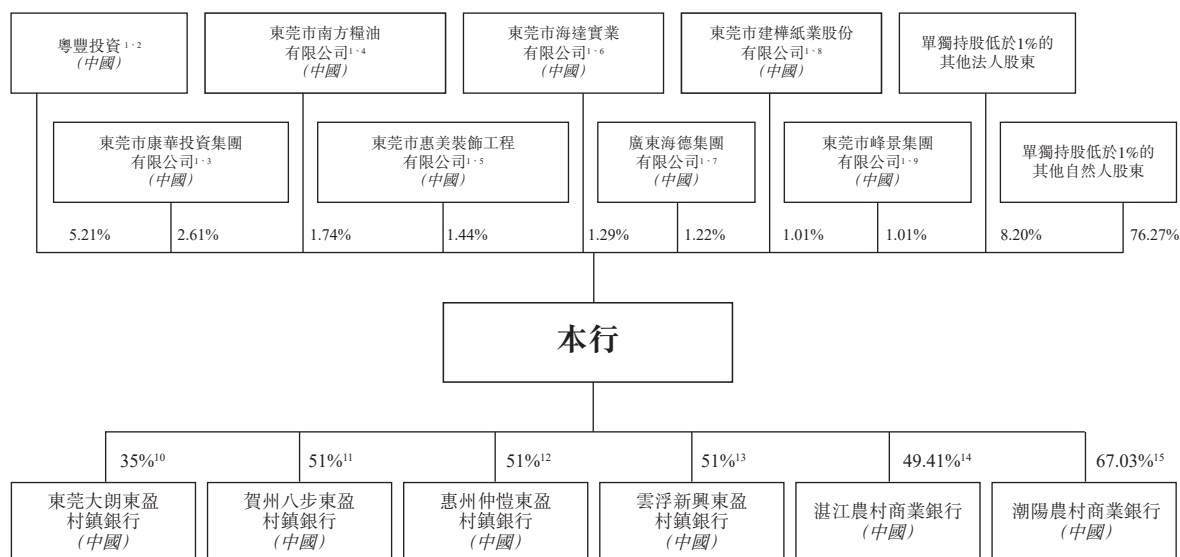 粵豐投資1、2
(中國)
東莞市南方糧油
有限公司1、4
(中國)
東莞市海達實業
有限公司1、6
(中國)
東莞市建樺紙業股份
有限公司1、8
(中國)
單獨持股低於1%的
其他法人股東
東莞市康華投資集團
有限公司1、3
(中國)
東莞市惠美裝飾工程
有限公司1、5
(中國)
廣東海德集團
有限公司1、7
(中國)
東莞市峰景集團
有限公司1、9
(中國)
單獨持股低於1%的
其他自然人股東
5.21% 2.61% 1.74% 1.44% 1.29% 1.22% 1.01% 1.01% 8.20% 76.27%
本行
35%10 51%11 51%12 51%13 49.41%14 67.03%15
東莞大朗東盈
村鎮銀行
(中國)
賀州八步東盈
村鎮銀行
(中國)
惠州仲愷東盈
村鎮銀行
(中國)
雲浮新興東盈
村鎮銀行
(中國)
湛江農村商業銀行
(中國)
潮陽農村商業銀行
(中國)